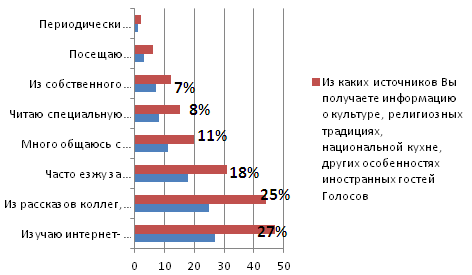 Периодически...
Посещаю...
Из собственного...
7%
Читаю специальную...
8%
Много общаюсь с...
11%
Часто езжу за...
18%
Из рассказов коллег,...
25%
Изучаю интернет-...
27%
0 10 20 30 40 50
Из каких источников Вы
получаете информацию
о культуре, религиозных
традициях,
национальной кухне,
других особенностях
иностранных гостей
Голосов